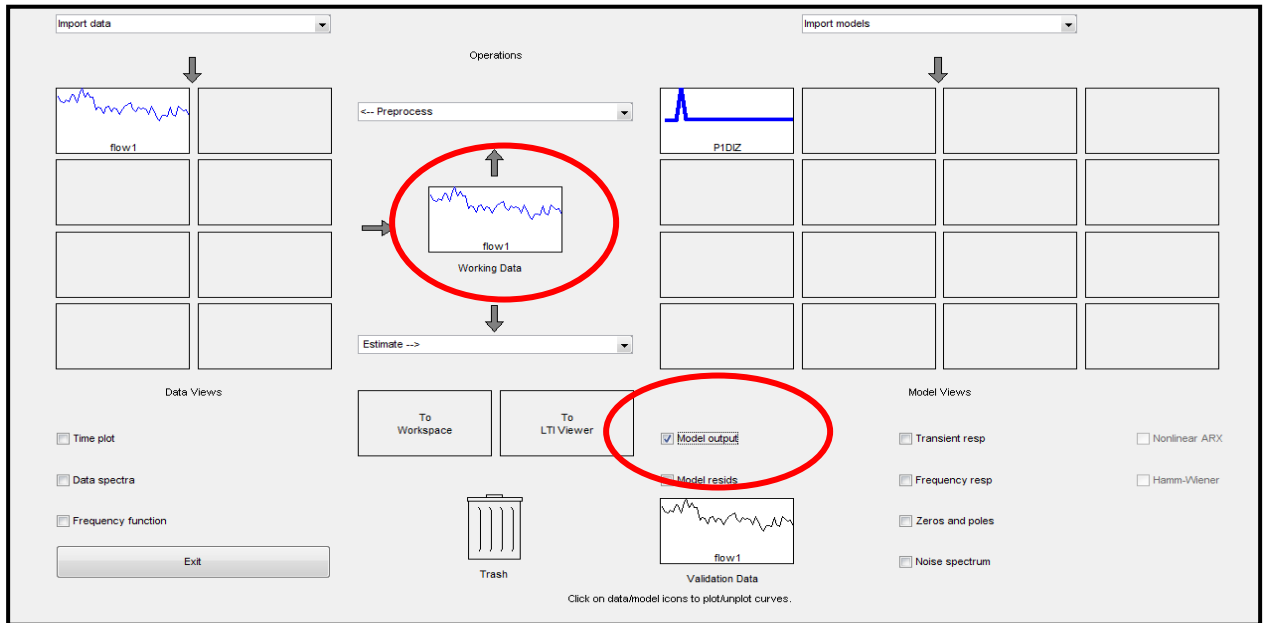 Import data
Import models
Operations
<-- Preprocess
flow1
P1DIZ
flow1
Working Data
Estimate -->
Data Views
Model Views
To Workspace
To LTI Viewer
Time plot
Model output
Transient resp
Nonlinear ARX
Data spectra
Model resids
Frequency resp
Hamm-Wiener
Frequency function
Zeros and poles
Exit
flow1
Noise spectrum
Trash
Validation Data
Click on data/model icons to plot/unplot curves.